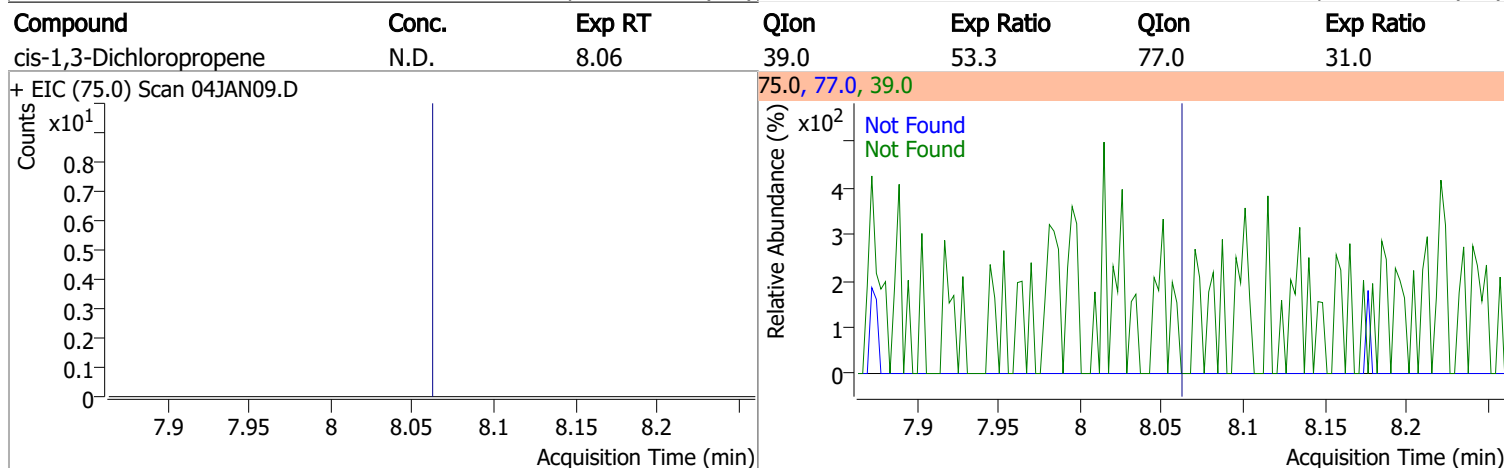 Compound Conc. Exp RT QIon Exp Ratio QIon Exp Ratio
cis-1,3-Dichloropropene N.D. 8.06 39.0 53.3 77.0 31.0
+ EIC (75.0) Scan 04JAN09.D
Counts
x10¹
0.8
0.7
0.6
0.5
0.4
0.3
0.2
0.1
0
7.9 7.95 8 8.05 8.1 8.15 8.2
Acquisition Time (min)
75.0, 77.0, 39.0
Relative Abundance (%)
x10²
Not Found
Not Found
4
3
2
1
0
7.9 7.95 8 8.05 8.1 8.15 8.2
Acquisition Time (min)